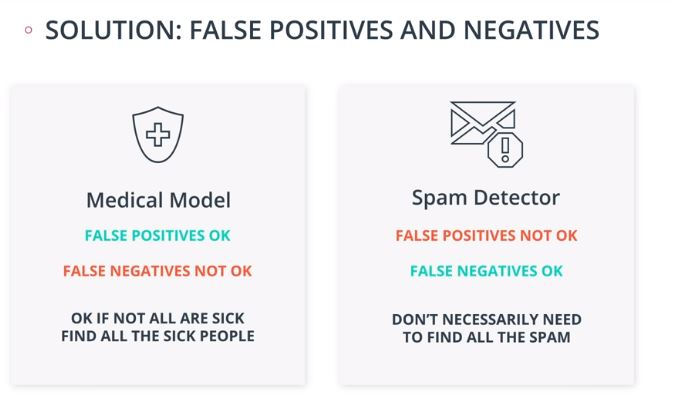 SOLUTION: FALSE POSITIVES AND NEGATIVES
Medical Model
FALSE POSITIVES OK
FALSE NEGATIVES NOT OK
OK IF NOT ALL ARE SICK
FIND ALL THE SICK PEOPLE
Spam Detector
FALSE POSITIVES NOT OK
FALSE NEGATIVES OK
DON'T NECESSARILY NEED
TO FIND ALL THE SPAM